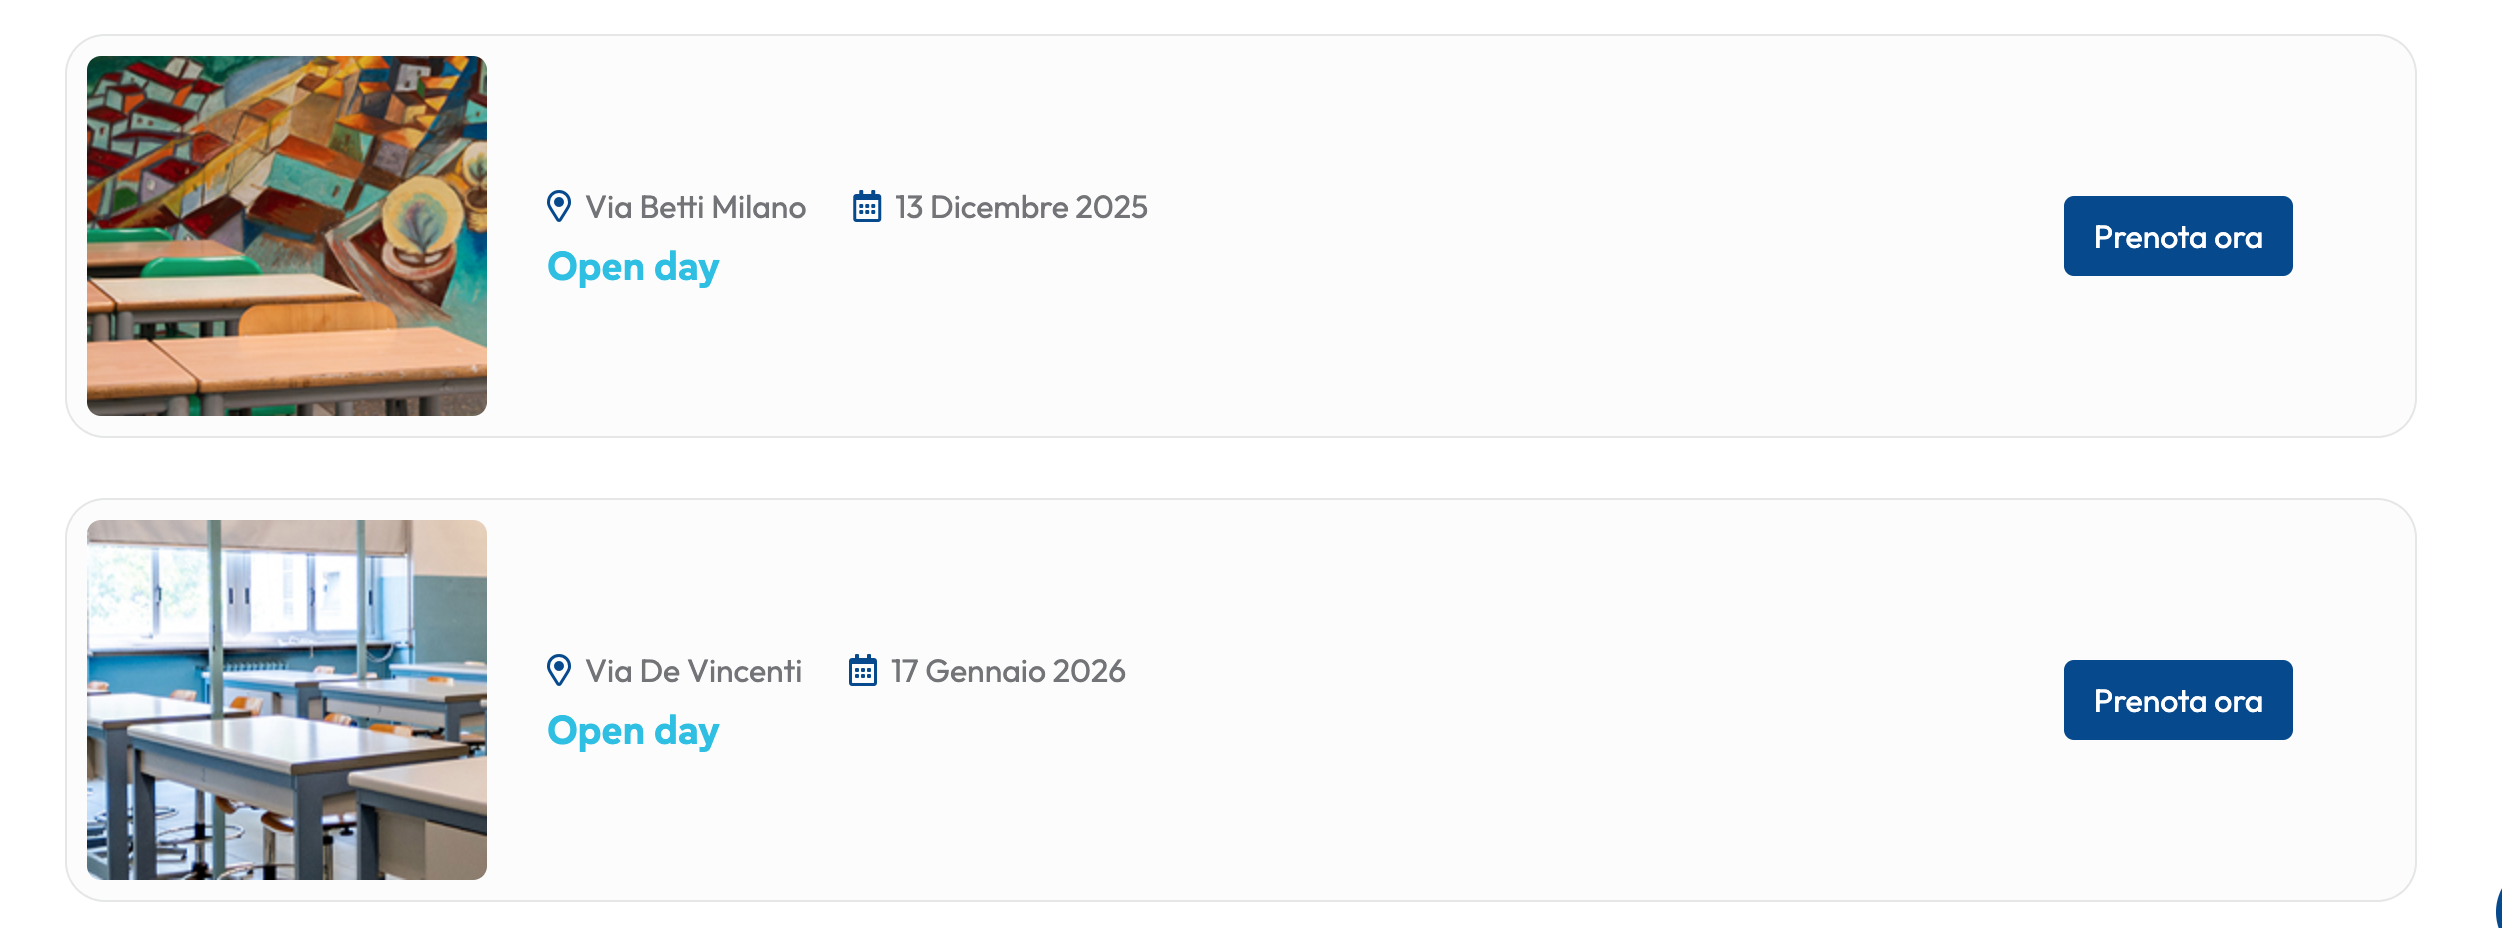 Via Betti Milano 13 Dicembre 2025
Open day
Prenota ora
Via De Vincenti 17 Gennaio 2026
Open day
Prenota ora